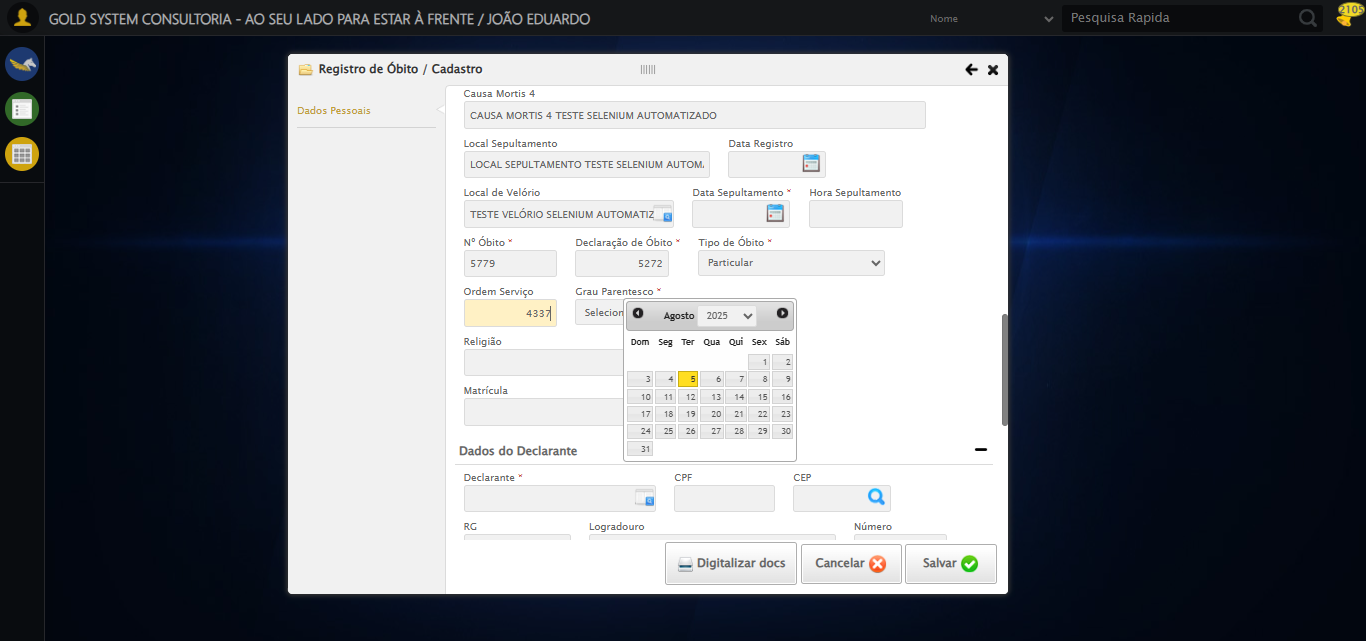 GOLD SYSTEM CONSULTORIA - AO SEU LADO PARA ESTAR À FRENTE / JOÃO EDUARDO
Nome
Pesquisa Rapida
2105
Registro de Óbito / Cadastro
Dados Pessoais
Causa Mortis 4
CAUSA MORTIS 4 TESTE SELENIUM AUTOMATIZADO
Local Sepultamento
Data Registro
LOCAL SEPULTAMENTO TESTE SELENIUM AUTOM
Local de Velório
Data Sepultamento *
Hora Sepultamento
TESTE VELÓRIO SELENIUM AUTOMATIZ
Nº Óbito *
Declaração de Óbito *
Tipo de Óbito *
5779
5272
Particular
Ordem Serviço
Grau Parentesco *
4337
Selecion
Agosto
2025
Dom Seg Ter Qua Qui Sex Sáb
1 2
3 4 5 6 7 8 9
10 11 12 13 14 15 16
17 18 19 20 21 22 23
24 25 26 27 28 29 30
31
Religião
Matrícula
Dados do Declarante
Declarante *
CPF
CEP
RG
Logradouro
Número
Digitalizar docs
Cancelar
Salvar